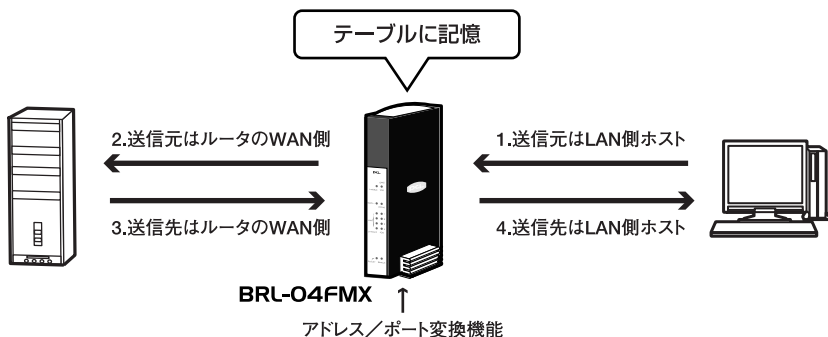 テーブルに記憶
2.送信元はルータのWAN側
1.送信元はLAN側ホスト
3.送信先はルータのWAN側
4.送信先はLAN側ホスト
BRL-04FMX
アドレス／ポート変換機能